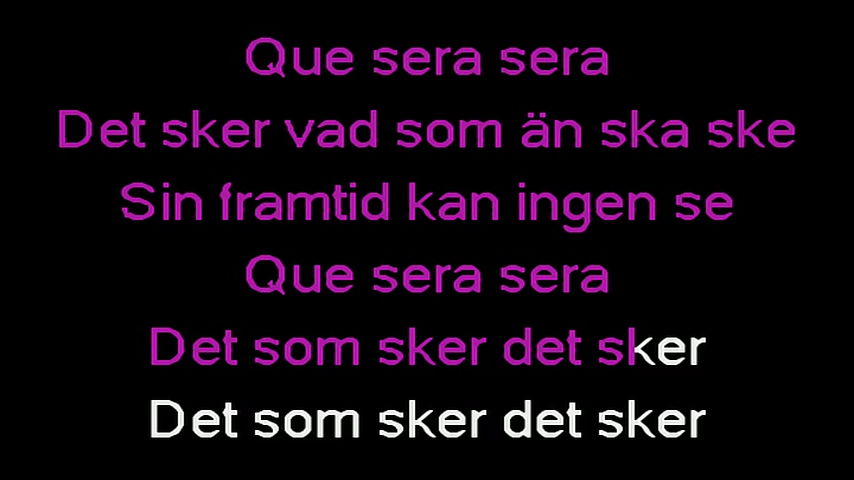 Que sera sera
Det sker vad som än ska ske
Sin framtid kan ingen se
Que sera sera
Det som sker det sker
Det som sker det sker